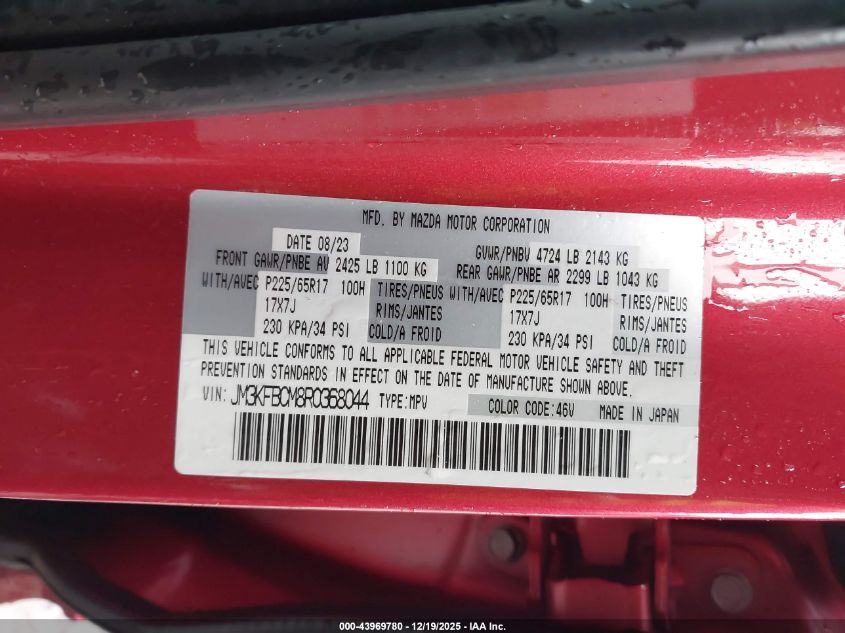 MFD. BY MAZDA MOTOR CORPORATION
DATE 08/23 GVWR/PNBV 4724 LB 2143 KG
FRONT GAWR/PNBE AV 2425 LB 1100 KG REAR GAWR/PNBE AR 2299 LB 1043 KG
WITH/AVEC P225/65R17 100H TIRES/PNEUS WITH/AVEC P225/65R17 100H TIRES/PNEUS
17X7J RIMS/JANTES 17X7J RIMS/JANTES
230 KPA/34 PSI COLD/A FROID 230 KPA/34 PSI COLD/A FROID
THIS VEHICLE CONFORMS TO ALL APPLICABLE FEDERAL MOTOR VEHICLE SAFETY AND THEFT
PREVENTION STANDARDS IN EFFECT ON THE DATE OF MANUFACTURE SHOWN ABOVE.
VIN: JM3KFBCM8R0368044 TYPE:MPV COLOR CODE:46V MADE IN JAPAN
000-43969780 - 12/19/2025 - IAA Inc.